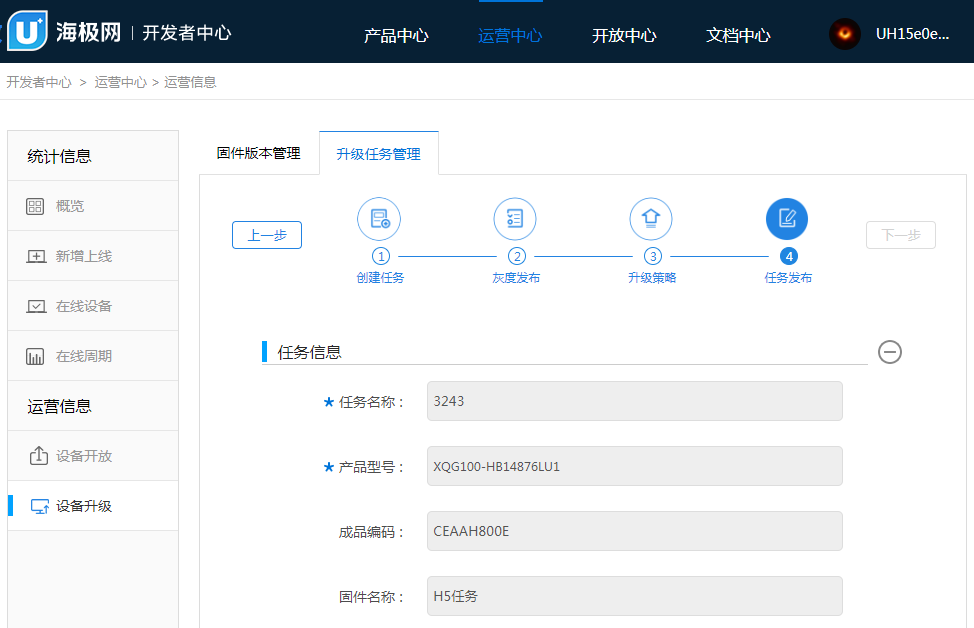 U+ 海极网 | 开发者中心 产品中心 运营中心 开放中心 文档中心 UH15e0e...
开发者中心 > 运营中心 > 运营信息
统计信息
概览
新增上线
在线设备
在线周期
运营信息
设备开放
设备升级
固件版本管理 升级任务管理
上一步 下一步
1 2 3 4
创建任务 灰度发布 升级策略 任务发布
任务信息
★ 任务名称： 3243
★ 产品型号： XQG100-HB14876LU1
成品编码： CEAAH800E
固件名称： H5任务